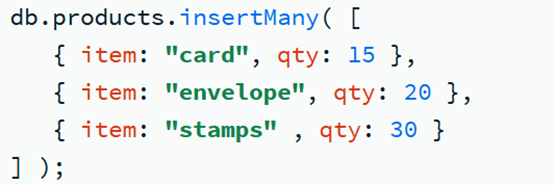 db.products.insertMany( [
   { item: "card", qty: 15 },
   { item: "envelope", qty: 20 },
   { item: "stamps" , qty: 30 }
] );